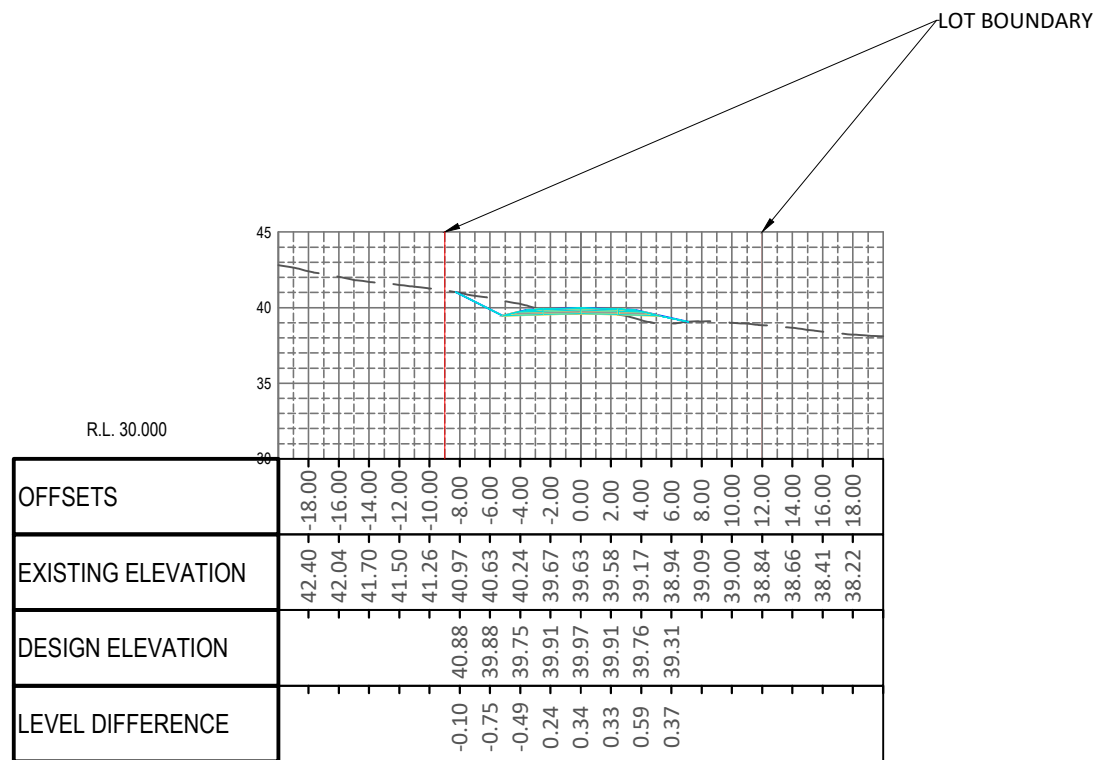 LOT BOUNDARY
45
40
35
30
R.L. 30.000
OFFSETS -18.00 -16.00 -14.00 -12.00 -10.00 -8.00 -6.00 -4.00 -2.00 0.00 2.00 4.00 6.00 8.00 10.00 12.00 14.00 16.00 18.00
EXISTING ELEVATION 42.40 42.04 41.70 41.50 41.26 40.97 40.63 40.24 39.67 39.63 39.58 39.17 38.94 39.09 39.00 38.84 38.66 38.41 38.22
DESIGN ELEVATION 40.88 39.88 39.75 39.91 39.97 39.91 39.76 39.31
LEVEL DIFFERENCE -0.10 -0.75 -0.49 0.24 0.34 0.33 0.59 0.37